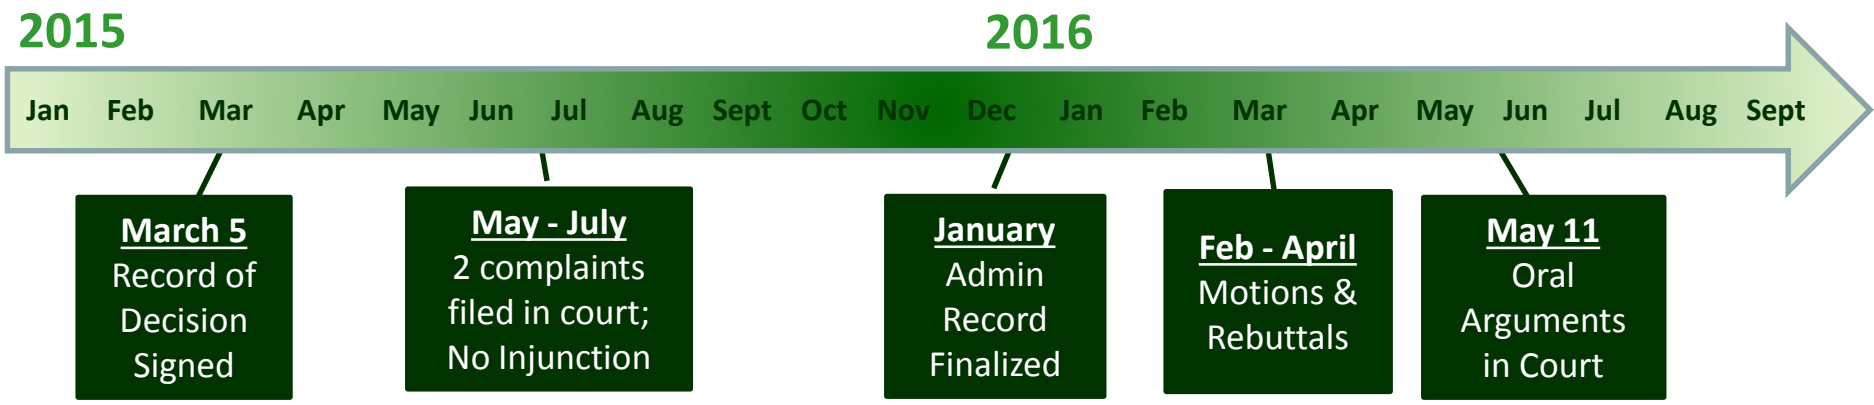 2015
2016
Jan Feb Mar Apr May Jun Jul Aug Sept Oct Nov Dec Jan Feb Mar Apr May Jun Jul Aug Sept
March 5
Record of
Decision
Signed
May - July
2 complaints
filed in court;
No Injunction
January
Admin
Record
Finalized
Feb - April
Motions &
Rebuttals
May 11
Oral
Arguments
in Court